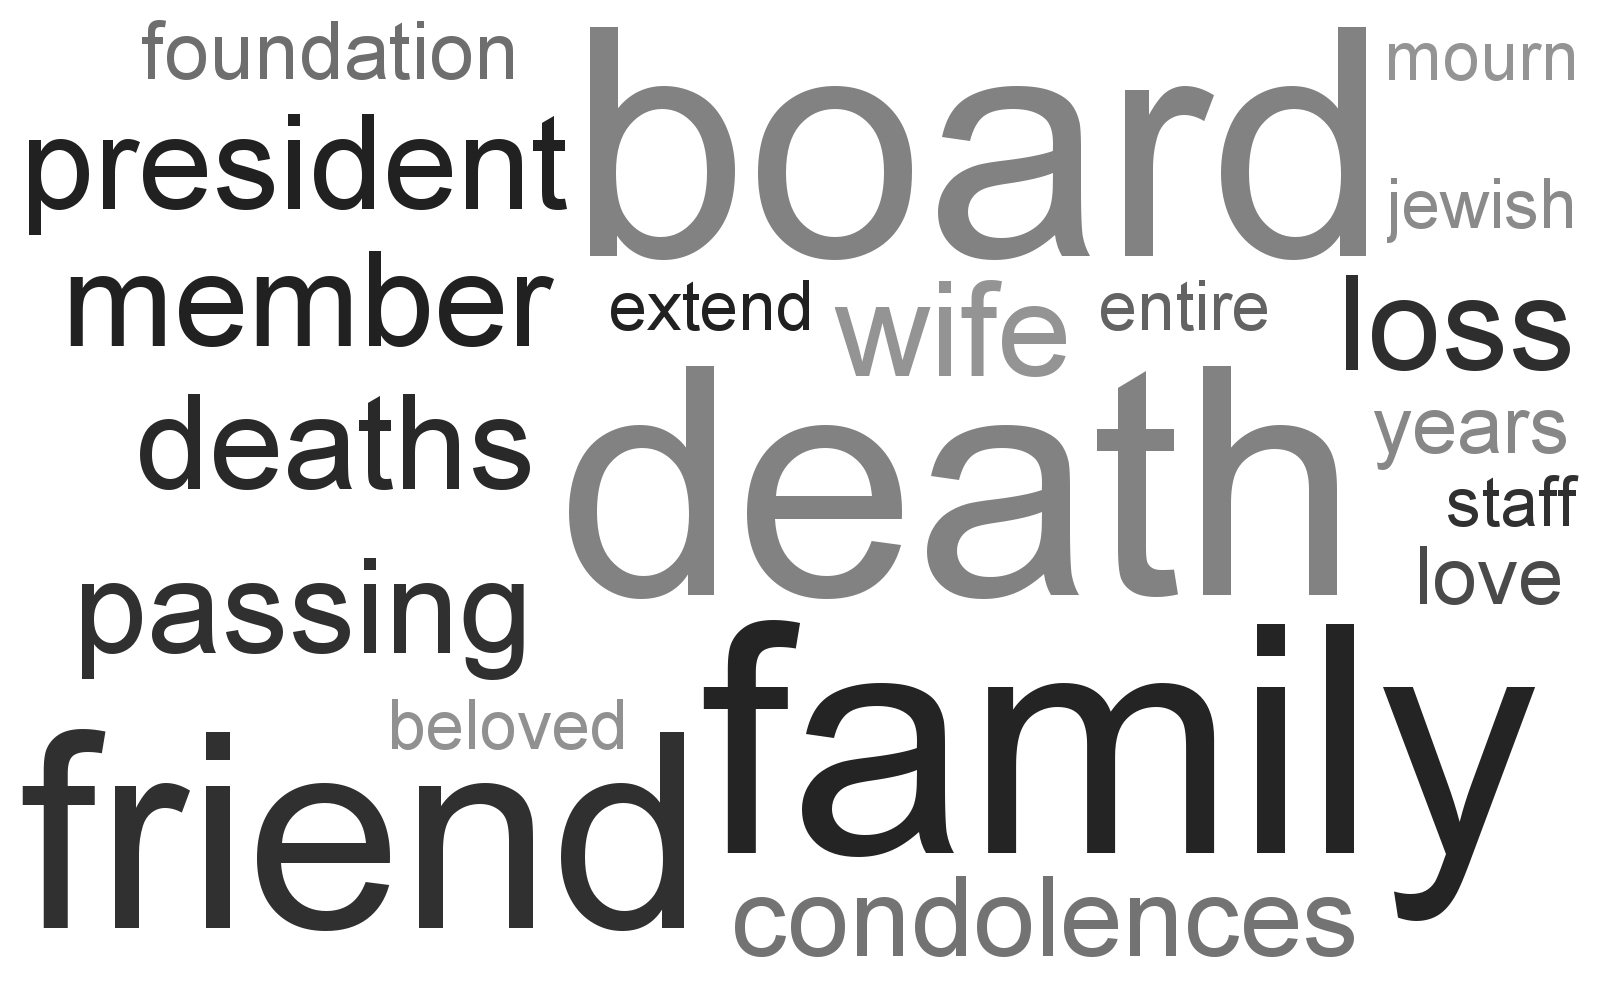 foundation
board
mourn
president
jewish
member
extend
wife
entire
loss
deaths
death
years
staff
love
passing
family
beloved
friend
condolences